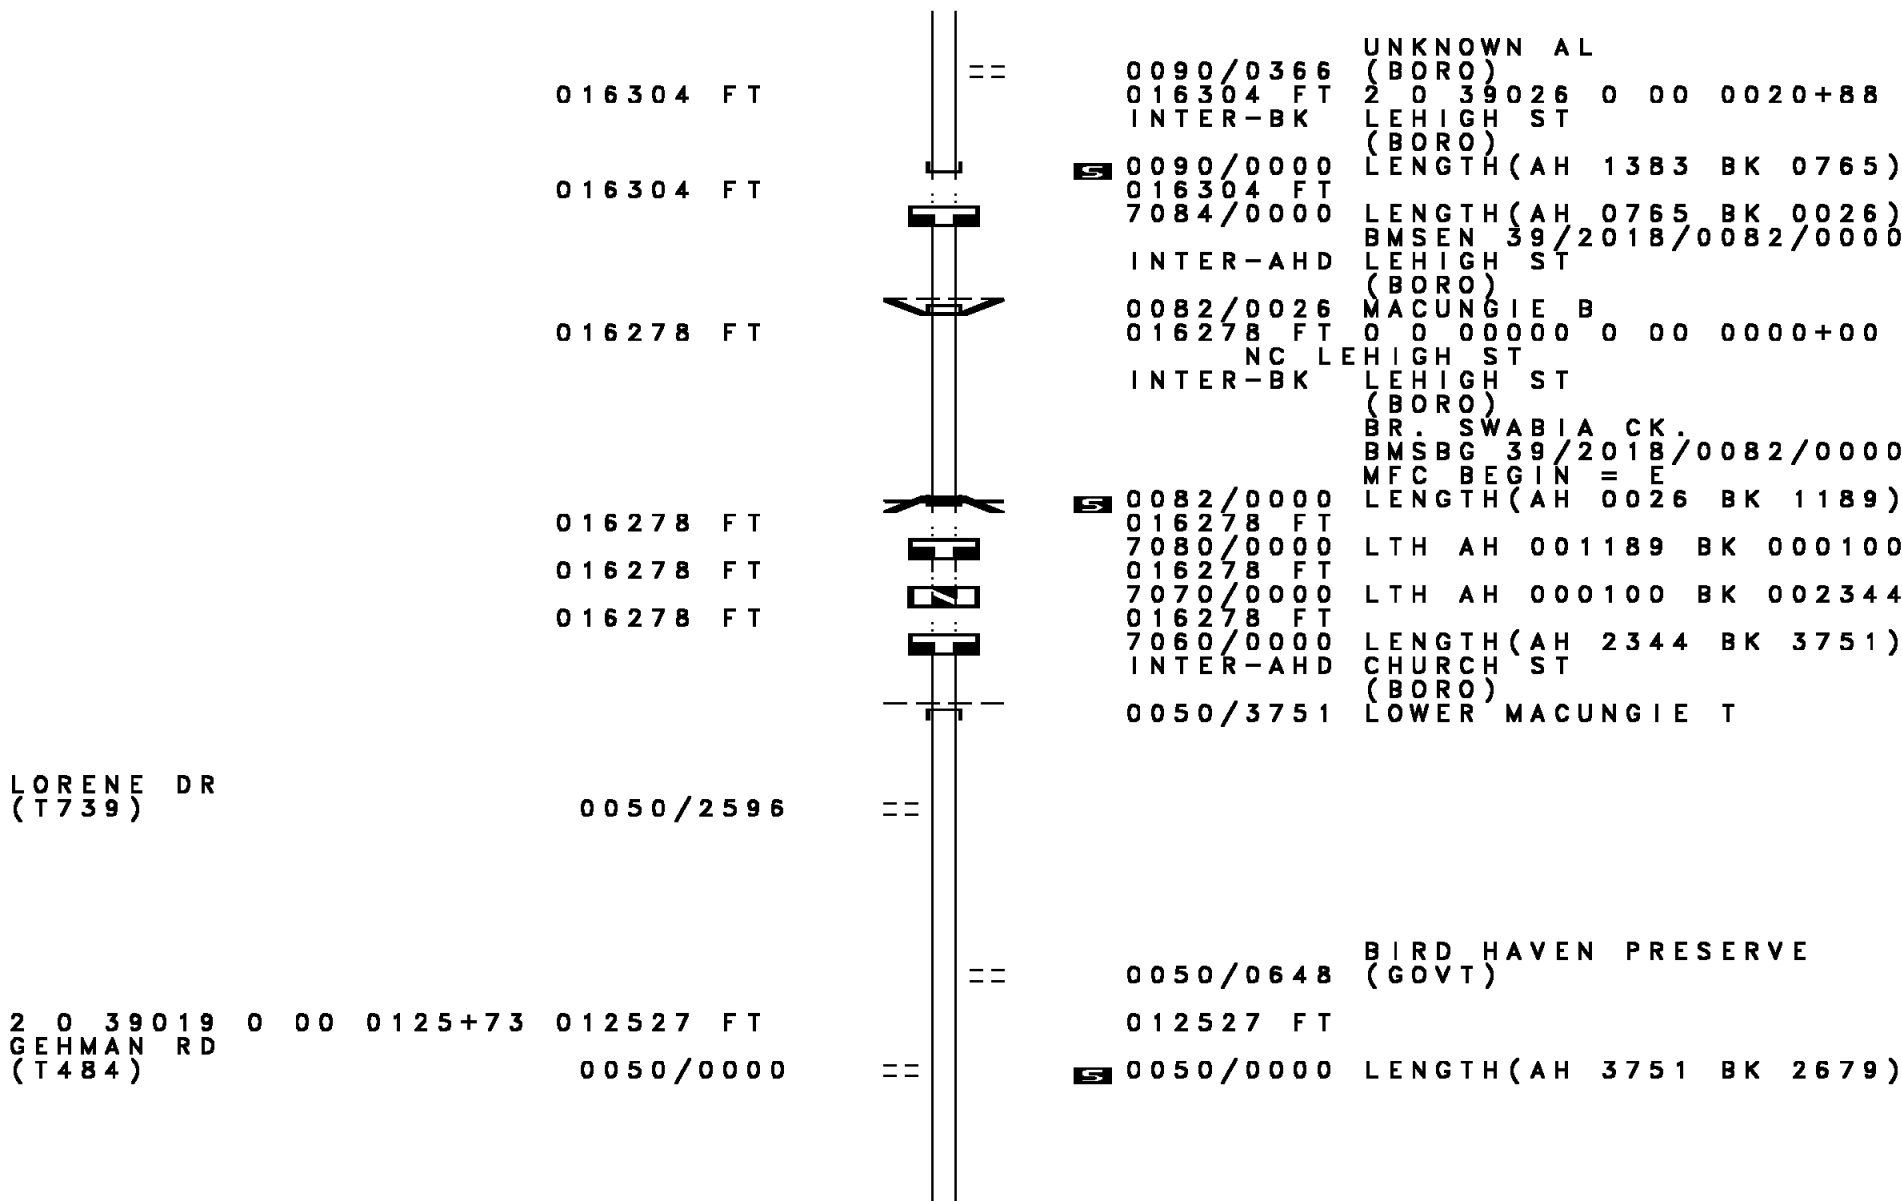 UNKNOWN AL
== 0090/0366 (BORO)
016304 FT 016304 FT 2 0 39026 0 00 0020+88
INTER-BK LEHIGH ST
(BORO)
S 0090/0000 LENGTH(AH 1383 BK 0765)
016304 FT 016304 FT
7084/0000 LENGTH(AH 0765 BK 0026)
BMSEN 39/2018/0082/0000
INTER-AHD LEHIGH ST
(BORO)
0082/0026 MACUNGIE B
016278 FT 016278 FT 0 0 00000 0 00 0000+00
NC LEHIGH ST
INTER-BK LEHIGH ST
(BORO)
BR. SWABIA CK.
BMSBG 39/2018/0082/0000
MFC BEGIN = E
S 0082/0000 LENGTH(AH 0026 BK 1189)
016278 FT 016278 FT
7080/0000 LTH AH 001189 BK 000100
016278 FT 016278 FT
7070/0000 LTH AH 000100 BK 002344
016278 FT 016278 FT
7060/0000 LENGTH(AH 2344 BK 3751)
INTER-AHD CHURCH ST
(BORO)
0050/3751 LOWER MACUNGIE T
LORENE DR
(T739) 0050/2596 ==
BIRD HAVEN PRESERVE
== 0050/0648 (GOVT)
2 0 39019 0 00 0125+73 012527 FT 012527 FT
GEHMAN RD
(T484) 0050/0000 == S 0050/0000 LENGTH(AH 3751 BK 2679)